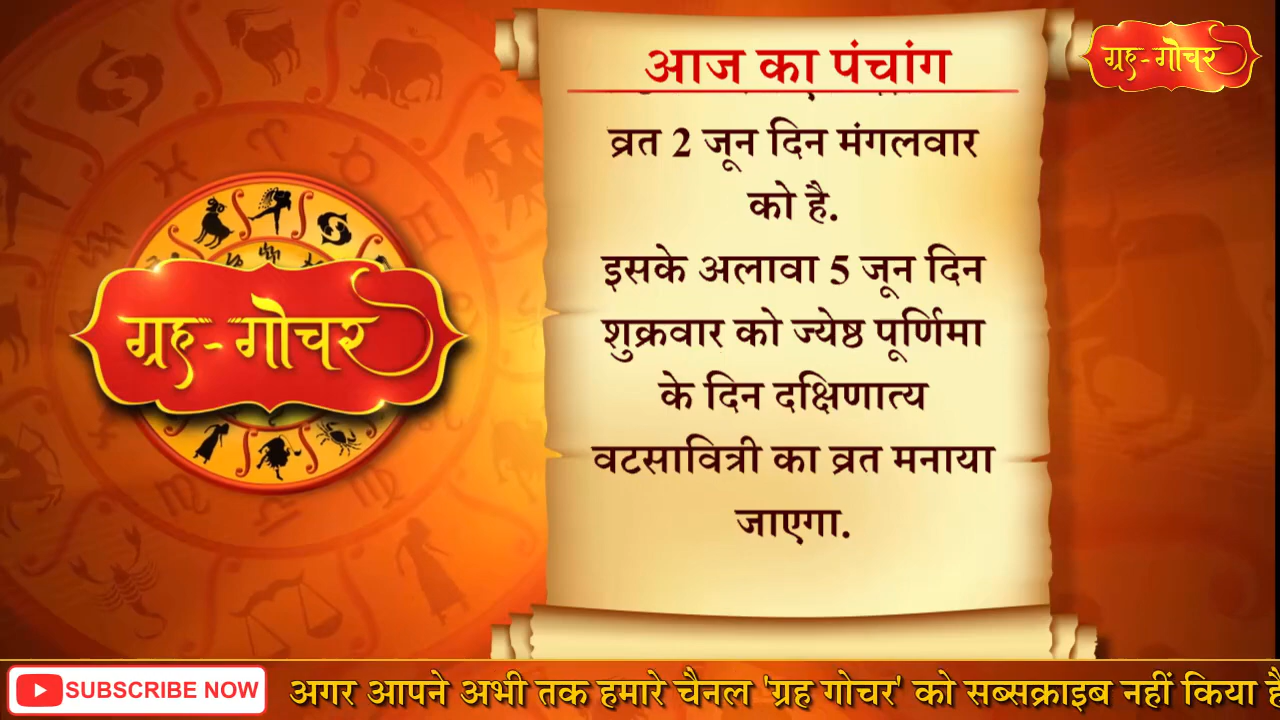 आज का पंचांग
ग्रह-गोचर
व्रत 2 जून दिन मंगलवार
को है.
इसके अलावा 5 जून दिन
शुक्रवार को ज्येष्ठ पूर्णिमा
के दिन दक्षिणात्य
वटसावित्री का व्रत मनाया
जाएगा.
ग्रह-गोचर
SUBSCRIBE NOW
अगर आपने अभी तक हमारे चैनल 'ग्रह गोचर' को सब्सक्राइब नहीं किया है